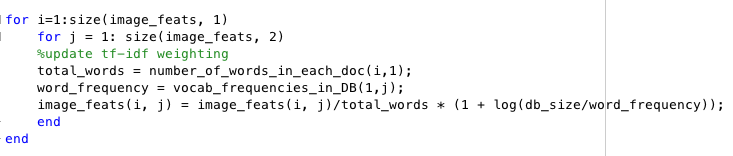 for i=1:size(image_feats, 1)
for j = 1: size(image_feats, 2)
%update tf-idf weighting
total_words = number_of_words_in_each_doc(i,1);
word_frequency = vocab_frequencies_in_DB(1,j);
image_feats(i, j) = image_feats(i, j)/total_words * (1 + log(db_size/word_frequency));
end
end